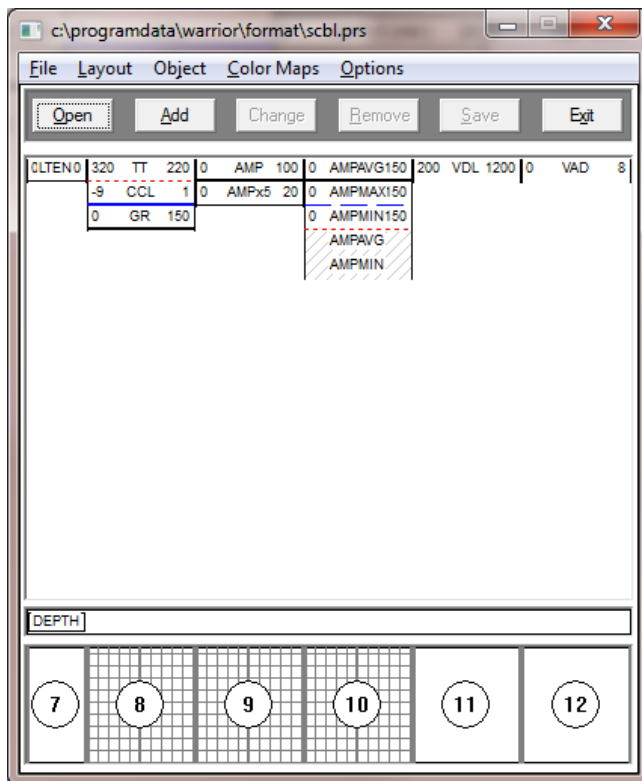 c:\programdata\warrior\format\scbl.prs
File Layout Object Color Maps Options
Open Add Change Remove Save Exit
0LTEN0 320 TT 220 0 AMP 100 0 AMPAVG150 200 VDL 1200 0 VAD 8
-9 CCL 1 0 AMPx5 20 0 AMPMAX150
0 GR 150 0 AMPMIN150
AMPAVG
AMPMIN
DEPTH
7 8 9 10 11 12